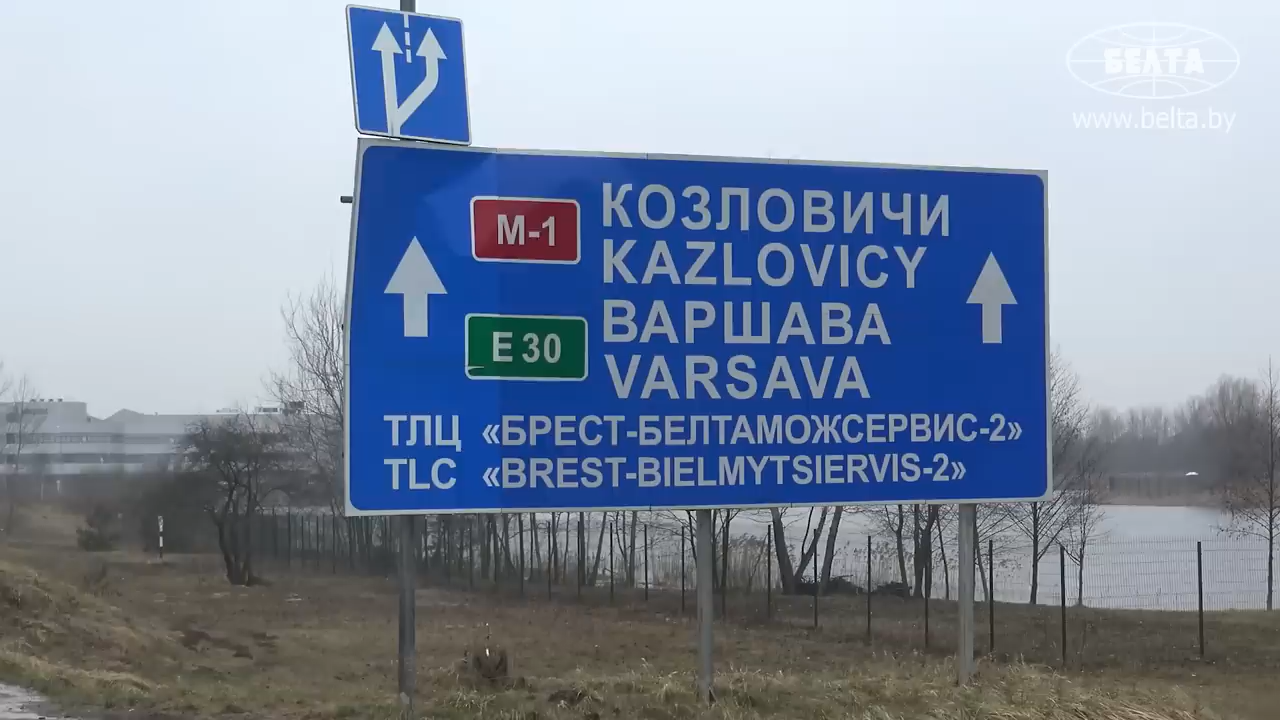 БЕЛТА
www.belta.by
М-1
КОЗЛОВИЧИ
KAZLOVICY
ВАРШАВА
Е 30
VARSAVA
ТЛЦ «БРЕСТ-БЕЛТАМОЖСЕРВИС-2»
TLC «BREST-BIELMYTSIERVIS-2»